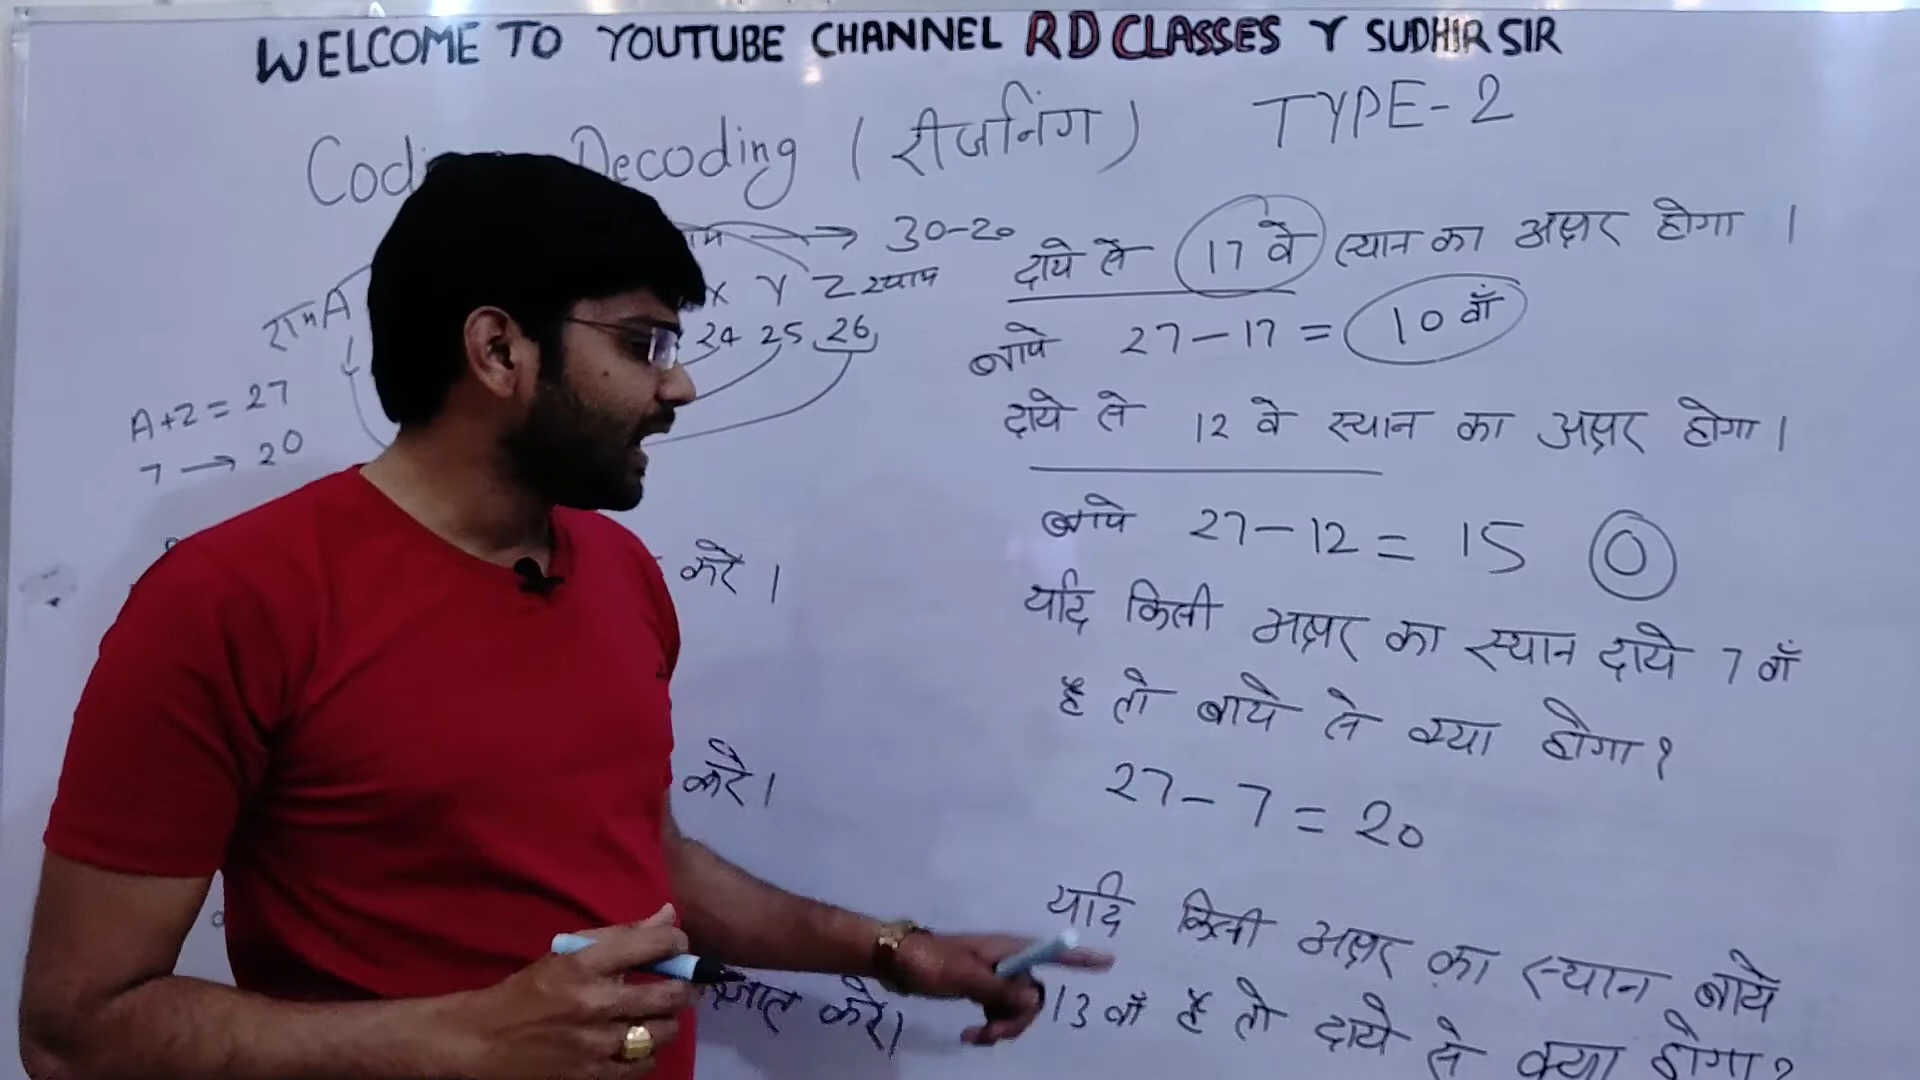 WELCOME TO YOUTUBE CHANNEL RD CLASSES Y SUDHIR SIR
Decoding (रीजनिंग) TYPE-2
30-20
राम A X Y Z श्याम
24 25 26
A+Z = 27
7 → 20
करे।
करे।
ज्ञात करे।
दाये से 17 वे स्थान का अक्षर होगा।
बाये 27-17 = 10 वाँ
दाये से 12 वे स्थान का अक्षर होगा।
बाये 27-12 = 15 O
यदि किसी अक्षर का स्थान दाये 7 वाँ
है तो बाये से क्या होगा?
27-7 = 20
यदि किसी अक्षर का स्थान बाये
13 वाँ है तो दाये से क्या होगा?